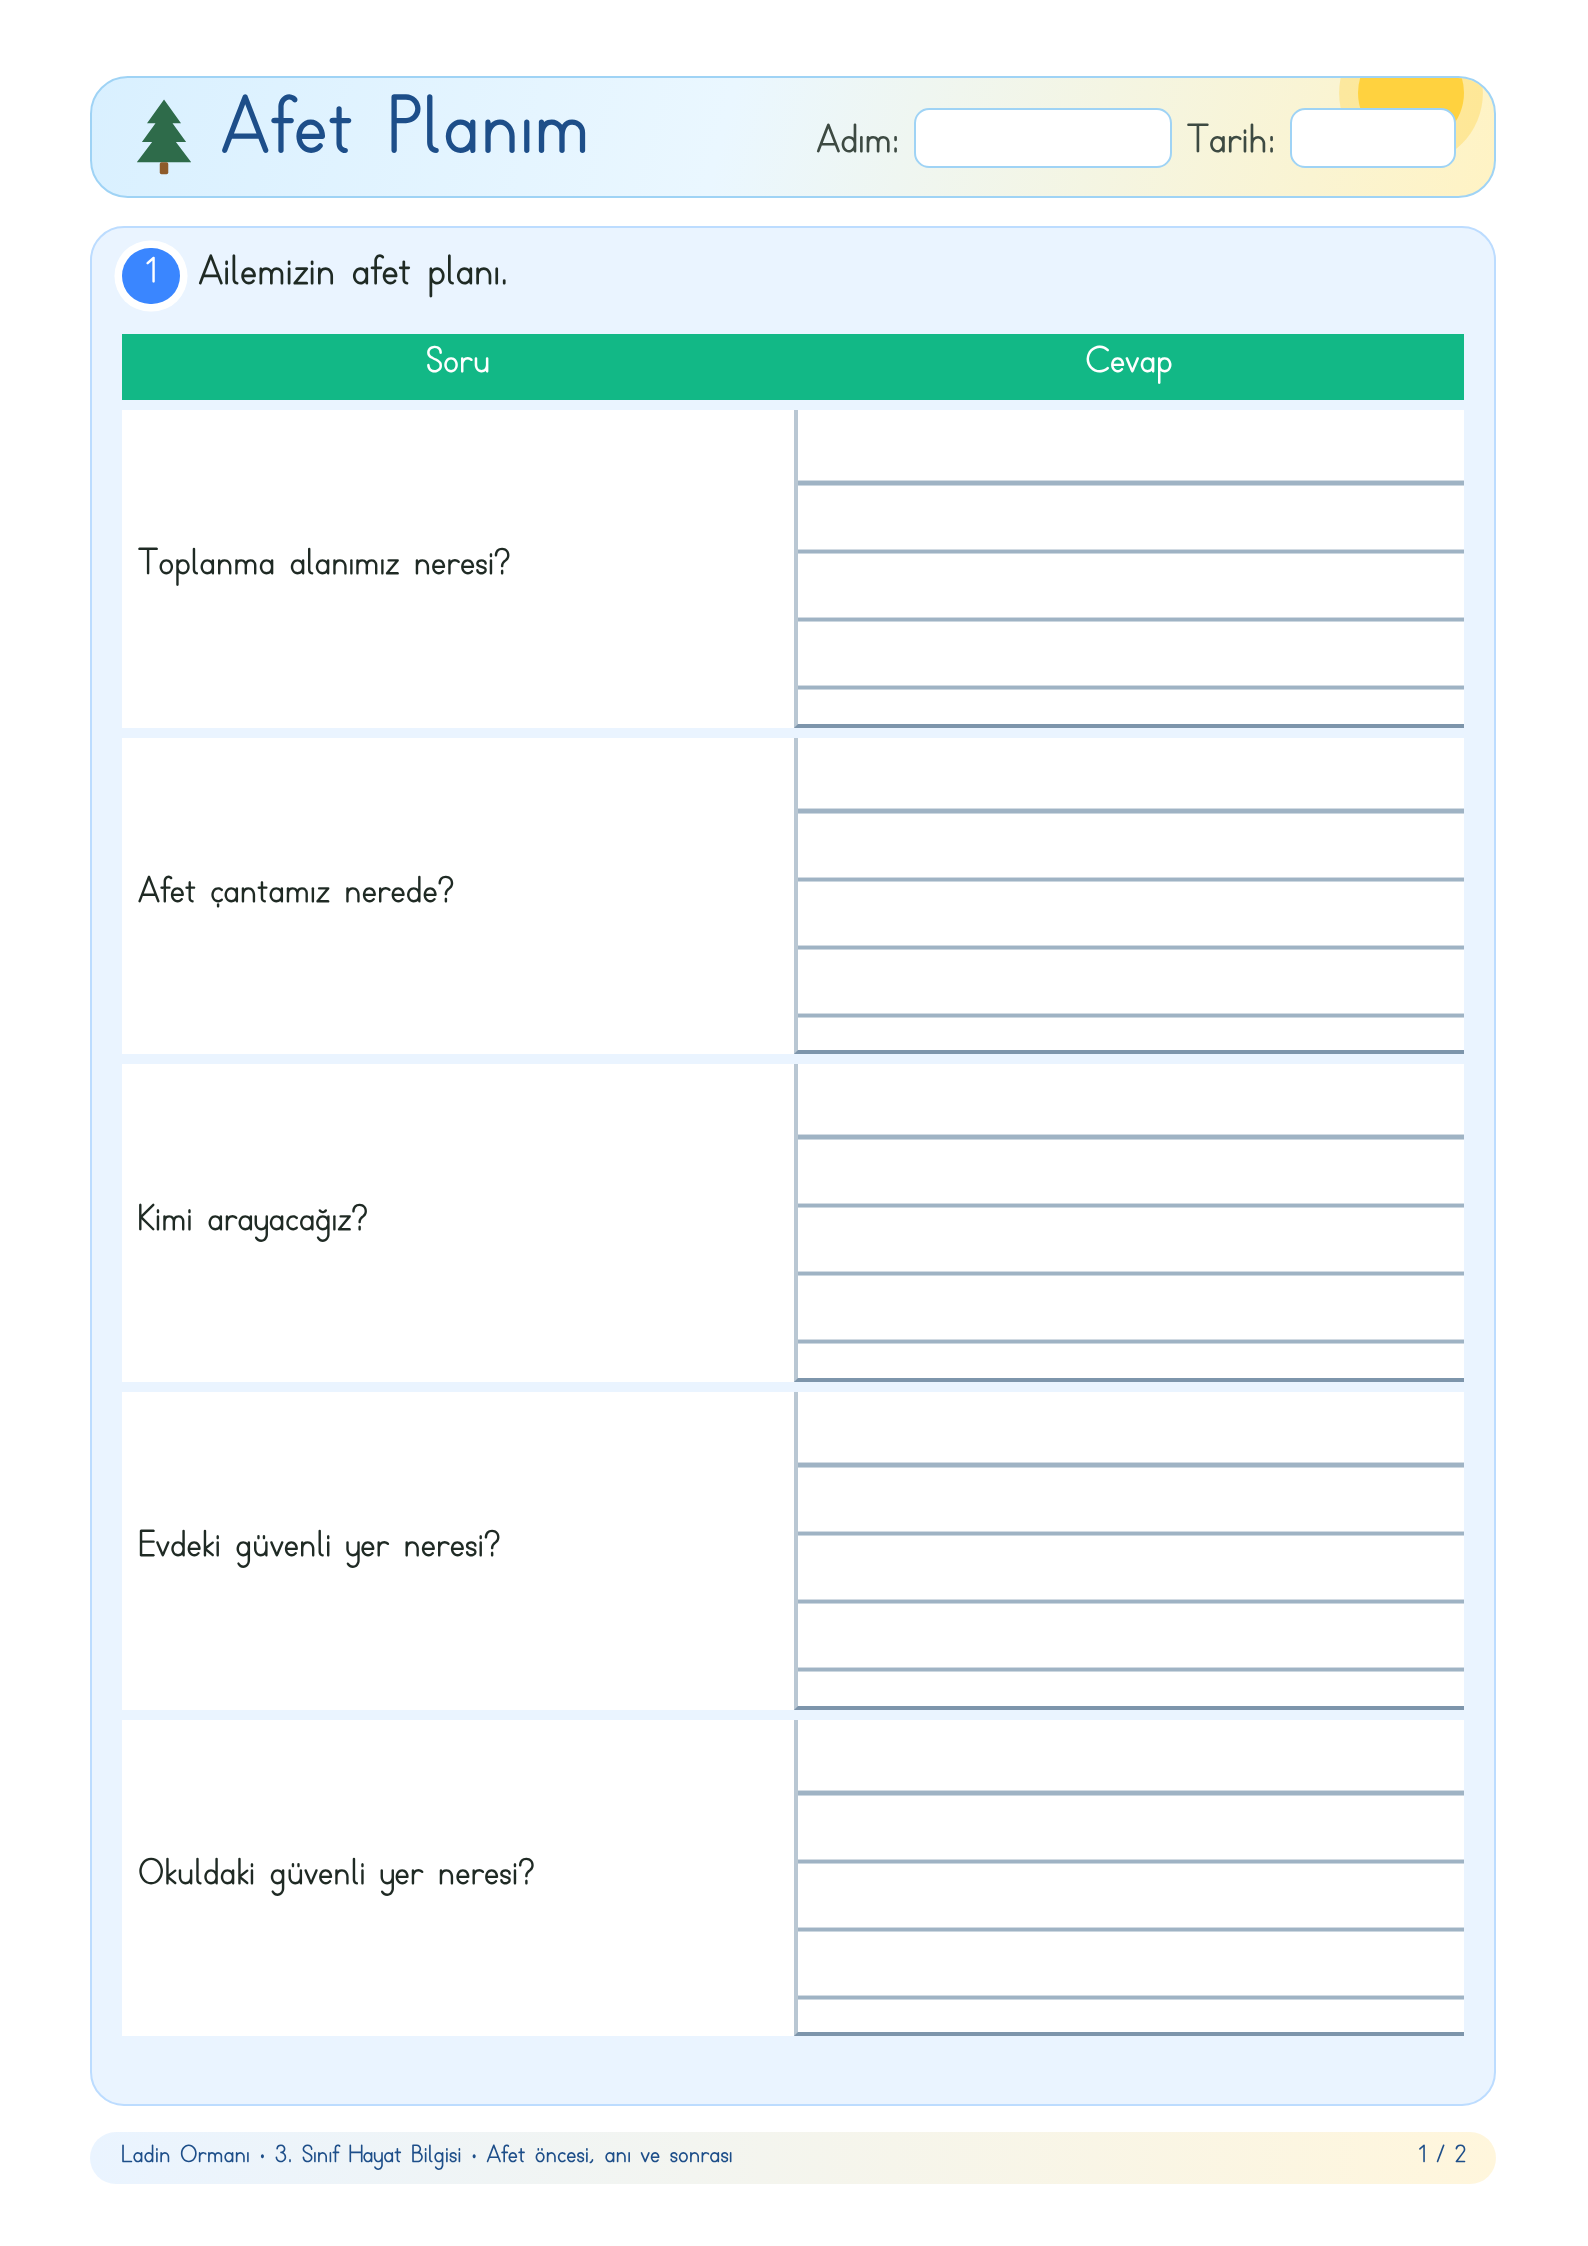 Afet Planım
Adım: Tarih:
1 Ailemizin afet planı.
Soru Cevap
Toplanma alanımız neresi?
Afet çantamız nerede?
Kimi arayacağız?
Evdeki güvenli yer neresi?
Okuldaki güvenli yer neresi?
Ladin Ormanı • 3. Sınıf Hayat Bilgisi • Afet öncesi, anı ve sonrası 1 / 2